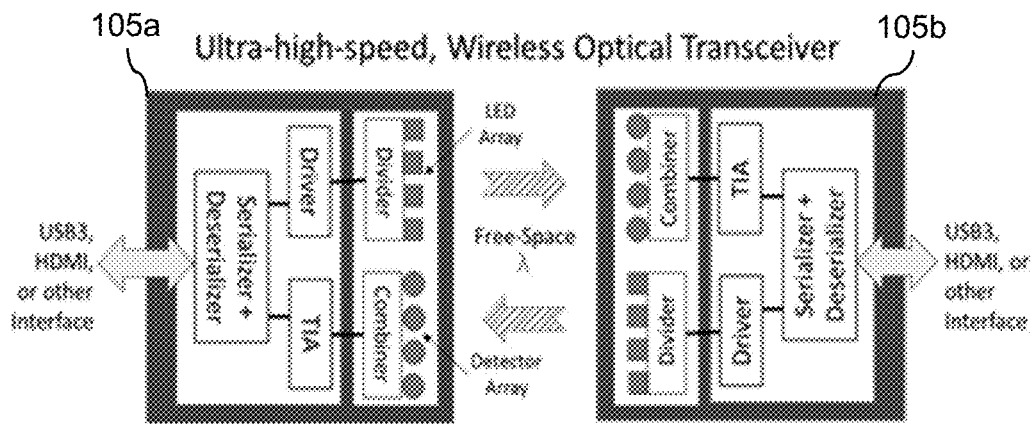 105a
105b
Ultra-high-speed, Wireless Optical Transceiver
USB3,
HDMI,
or other
Interface
Serializer +
Deserializer
Driver
TIA
Divider
Combiner
LED
Array
Free-Space
λ
Detector
Array
Combiner
Divider
TIA
Driver
Serializer +
Deserializer
USB3,
HDMI, or
other
Interface